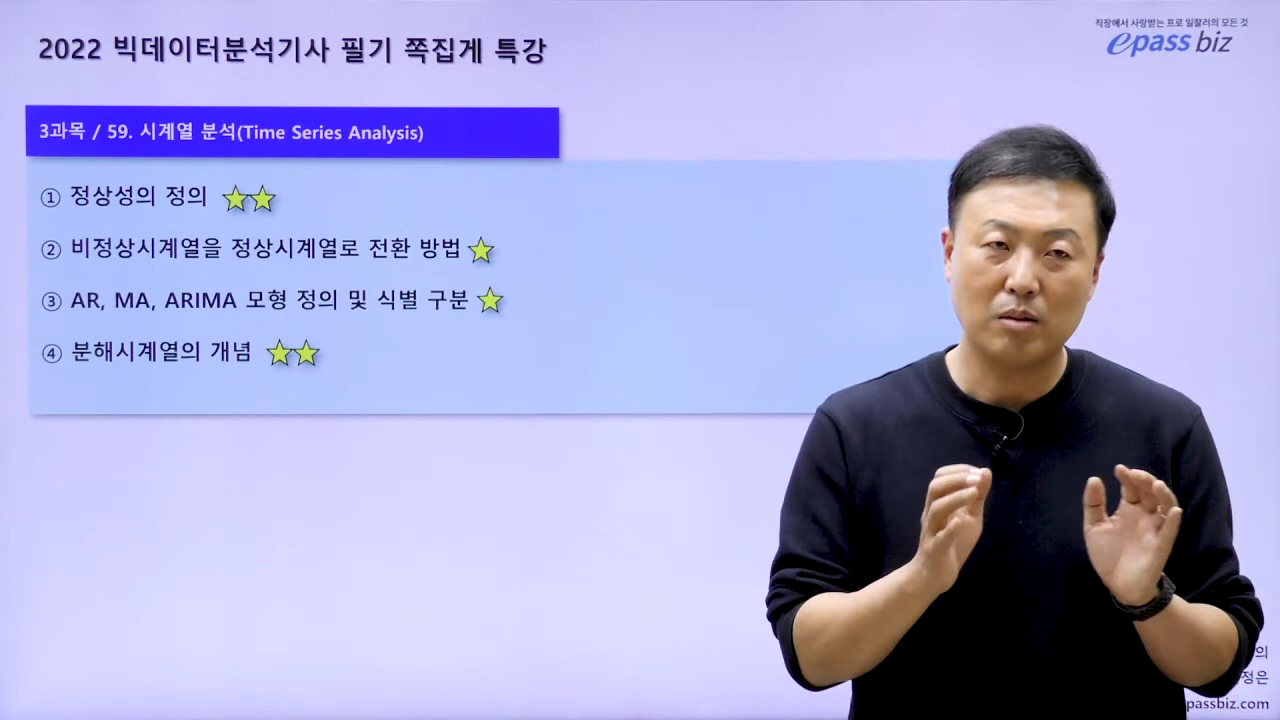 2022 빅데이터분석기사 필기 쪽집게 특강
직장에서 사랑받는 프로 일잘러의 모든 것
epass biz
3과목 / 59. 시계열 분석(Time Series Analysis)
① 정상성의 정의
② 비정상시계열을 정상시계열로 전환 방법
③ AR, MA, ARIMA 모형 정의 및 식별 구분
④ 분해시계열의 개념
의
정은
passbiz.com